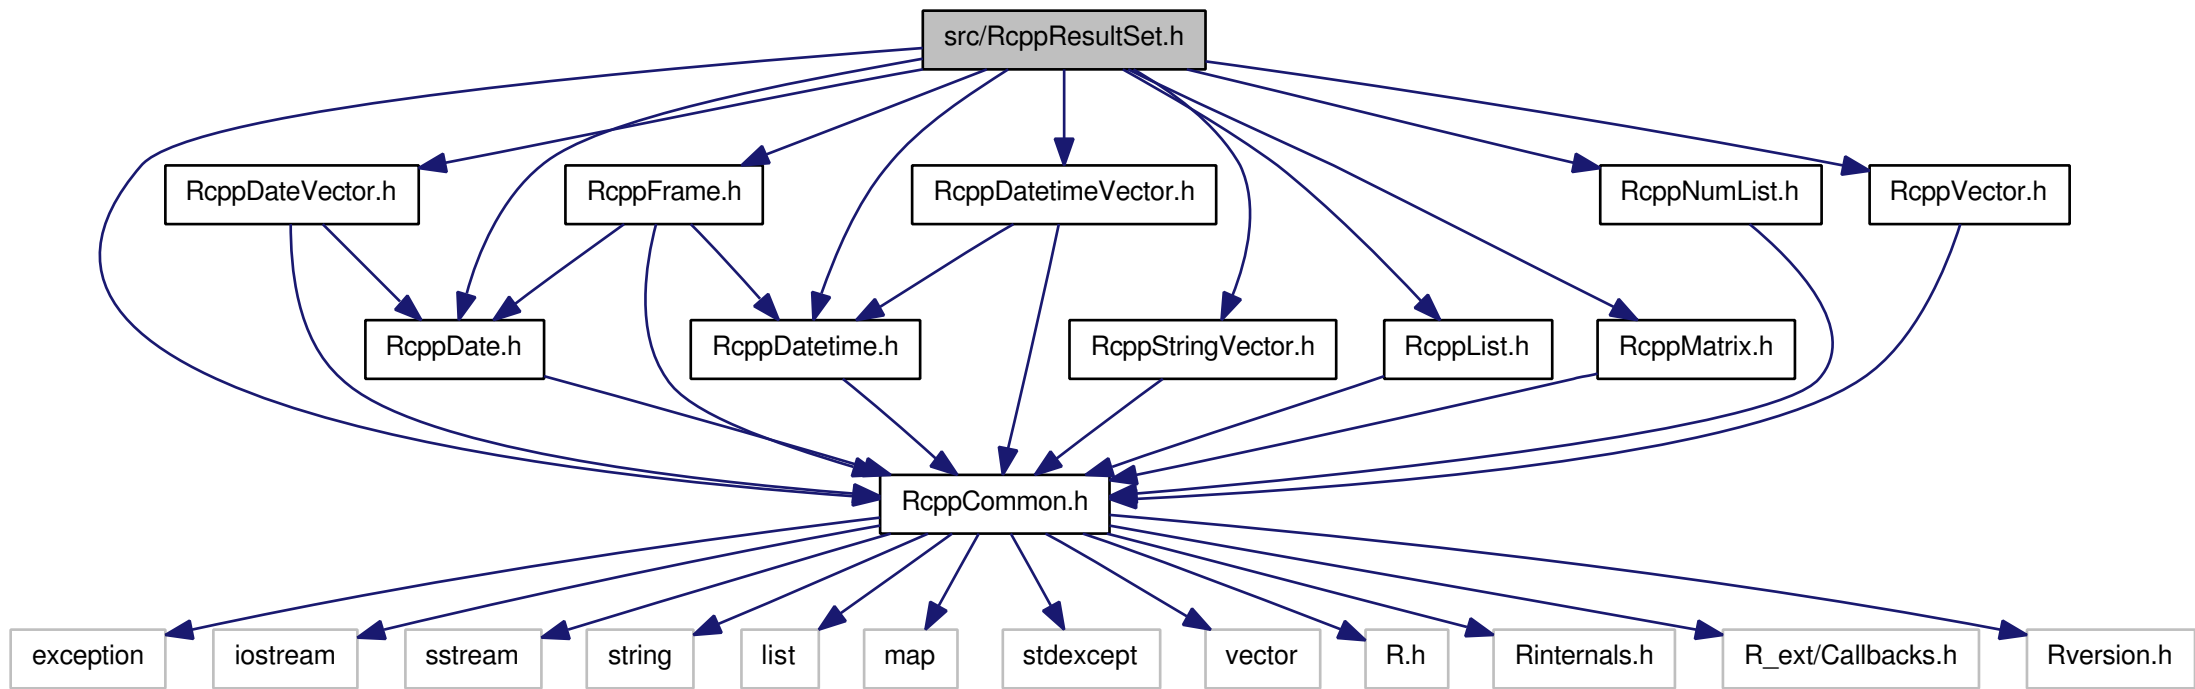 src/RcppResultSet.h
RcppDateVector.h
RcppFrame.h
RcppDatetimeVector.h
RcppNumList.h
RcppVector.h
RcppDate.h
RcppDatetime.h
RcppStringVector.h
RcppList.h
RcppMatrix.h
RcppCommon.h
exception
iostream
sstream
string
list
map
stdexcept
vector
R.h
Rinternals.h
R_ext/Callbacks.h
Rversion.h